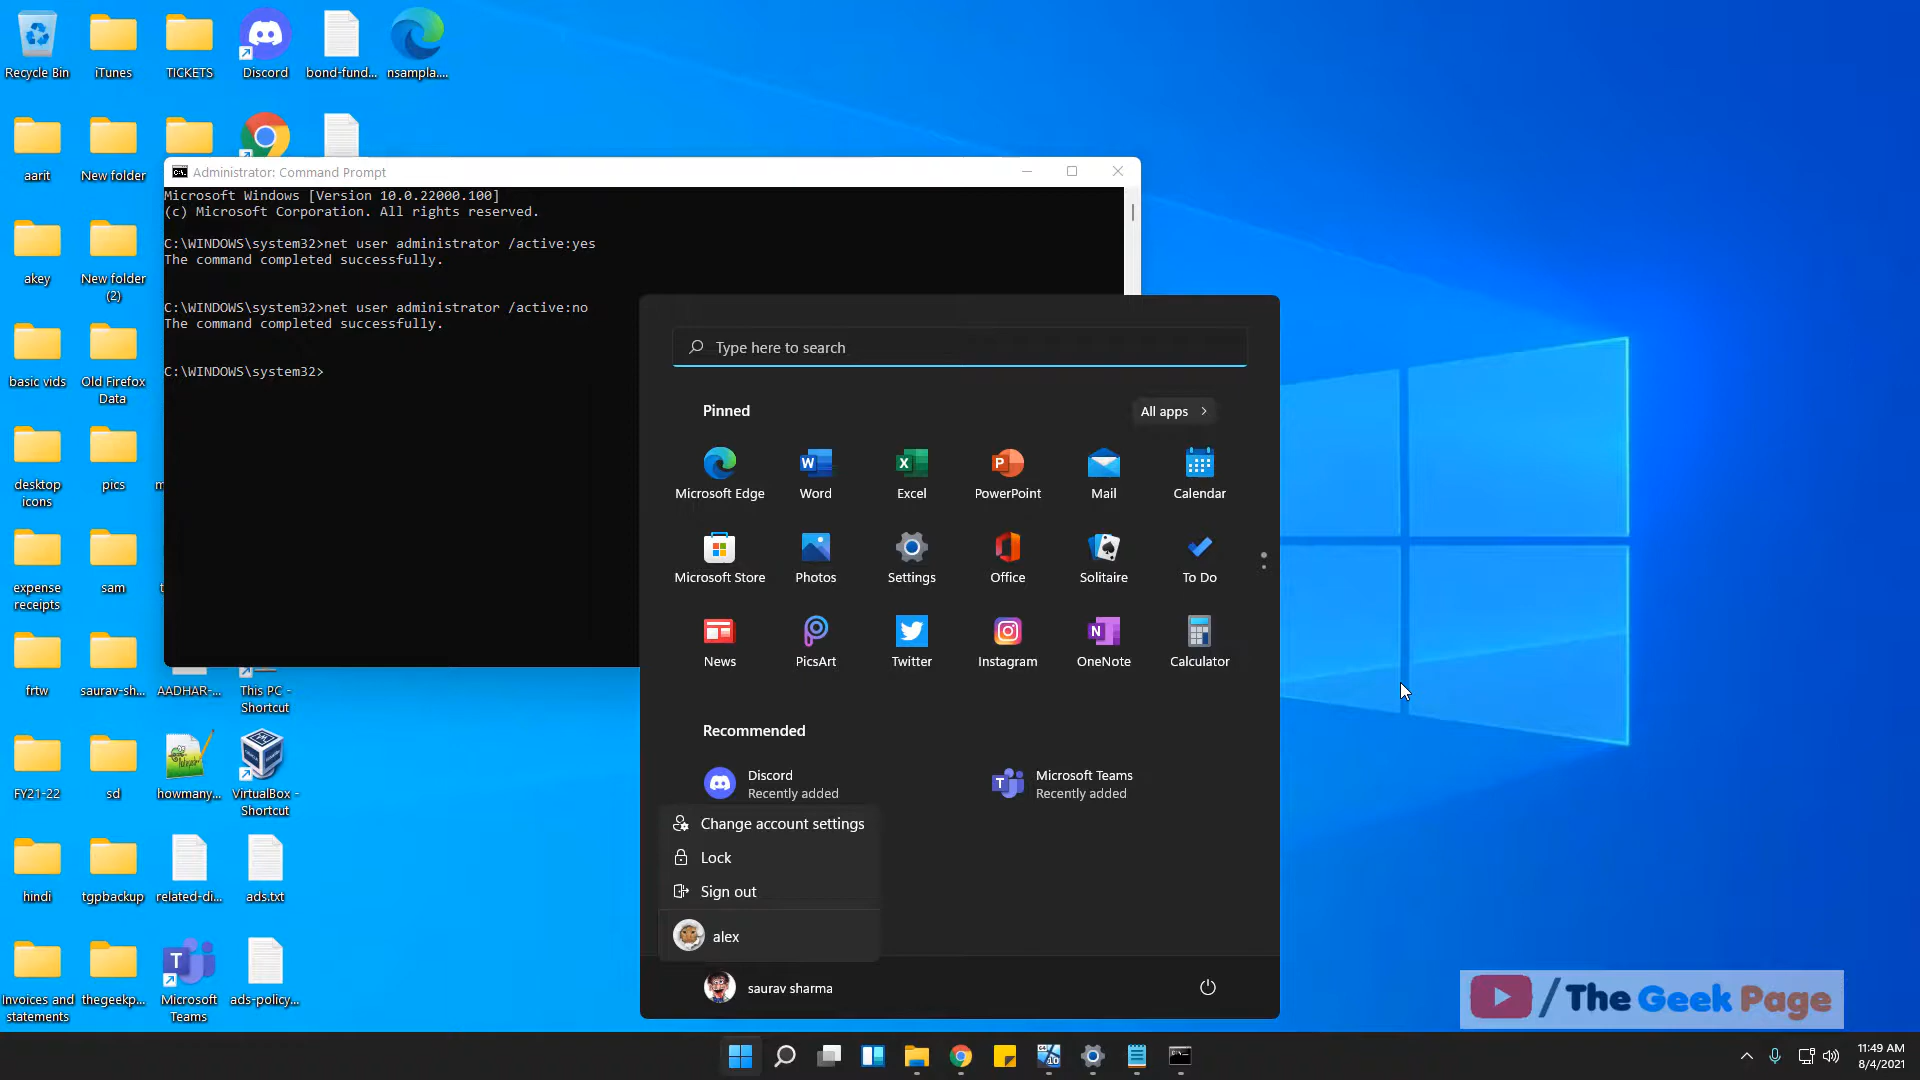 Recycle Bin
iTunes
TICKETS
Discord
bond-fund...
nsampla....
aarit
New folder
Administrator: Command Prompt
Microsoft Windows [Version 10.0.22000.100]
(c) Microsoft Corporation. All rights reserved.
C:\WINDOWS\system32>net user administrator /active:yes
The command completed successfully.
C:\WINDOWS\system32>net user administrator /active:no
The command completed successfully.
C:\WINDOWS\system32>
akey
New folder
(2)
basic vids
Old Firefox
Data
desktop
icons
pics
expense
receipts
sam
frtw
saurav-sh...
AADHAR-...
This PC -
Shortcut
FY21-22
sd
howmany...
VirtualBox -
Shortcut
hindi
tgpbackup
related-di...
ads.txt
Invoices and
statements
thegeekp...
Microsoft
Teams
ads-policy...
Type here to search
Pinned
All apps
Microsoft Edge
Word
Excel
PowerPoint
Mail
Calendar
Microsoft Store
Photos
Settings
Office
Solitaire
To Do
News
PicsArt
Twitter
Instagram
OneNote
Calculator
Recommended
Discord
Recently added
Microsoft Teams
Recently added
Change account settings
Lock
Sign out
alex
saurav sharma
/ The Geek Page
11:49 AM
8/4/2021